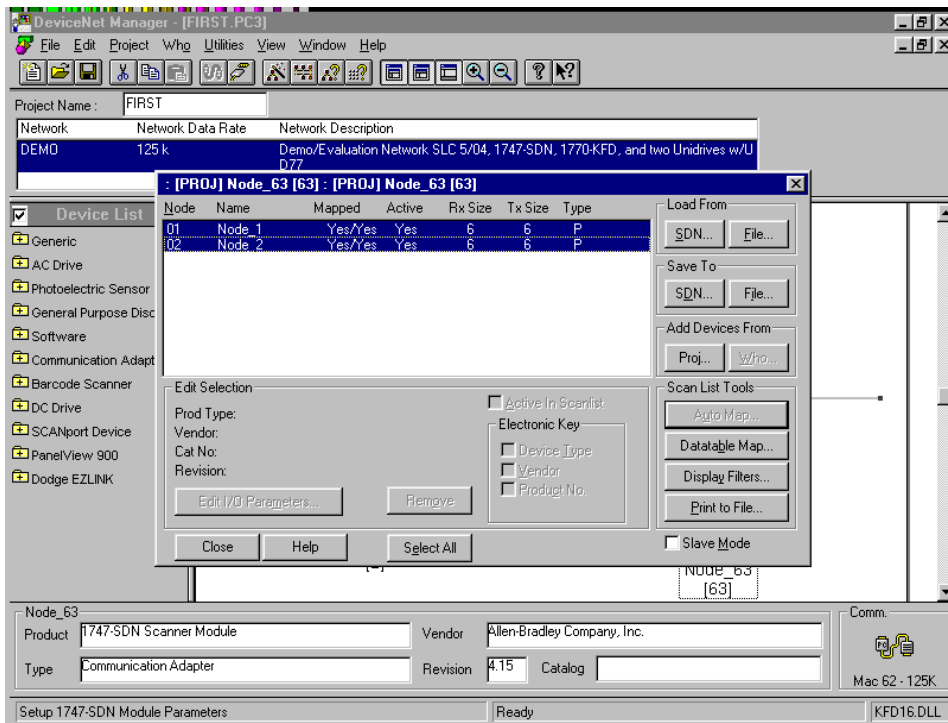 DeviceNet Manager - [FIRST.PC3]
File Edit Project Who Utilities View Window Help
Project Name : FIRST
Network Network Data Rate Network Description
DEMO 125 k Demo/Evaluation Network SLC 5/04, 1747-SDN, 1770-KFD, and two Unidrives w/U
D77
: [PROJ] Node_63 [63] : [PROJ] Node_63 [63]
Node Name Mapped Active Rx Size Tx Size Type
01 Node_1 Yes/Yes Yes 6 6 P
02 Node_2 Yes/Yes Yes 6 6 P
Load From
SDN... File...
Save To
SDN... File...
Add Devices From
Proj... Who...
Scan List Tools
Auto Map...
Datatable Map...
Display Filters...
Print to File...
Slave Mode
Edit Selection
Prod Type:
Vendor:
Cat No:
Revision:
Edit I/O Parameters...
Remove
Active In Scanlist
Electronic Key
Device Type
Vendor
Product No.
Close Help Select All
Device List
Generic
AC Drive
Photoelectric Sensor
General Purpose Disc
Software
Communication Adapt
Barcode Scanner
DC Drive
SCANport Device
PanelView 900
Dodge EZLINK
Node_63
[63]
Node_63
Product 1747-SDN Scanner Module
Vendor Allen-Bradley Company, Inc.
Type Communication Adapter
Revision 4.15 Catalog
Comm.
Mac 62 - 125K
Setup 1747-SDN Module Parameters Ready KFD16.DLL